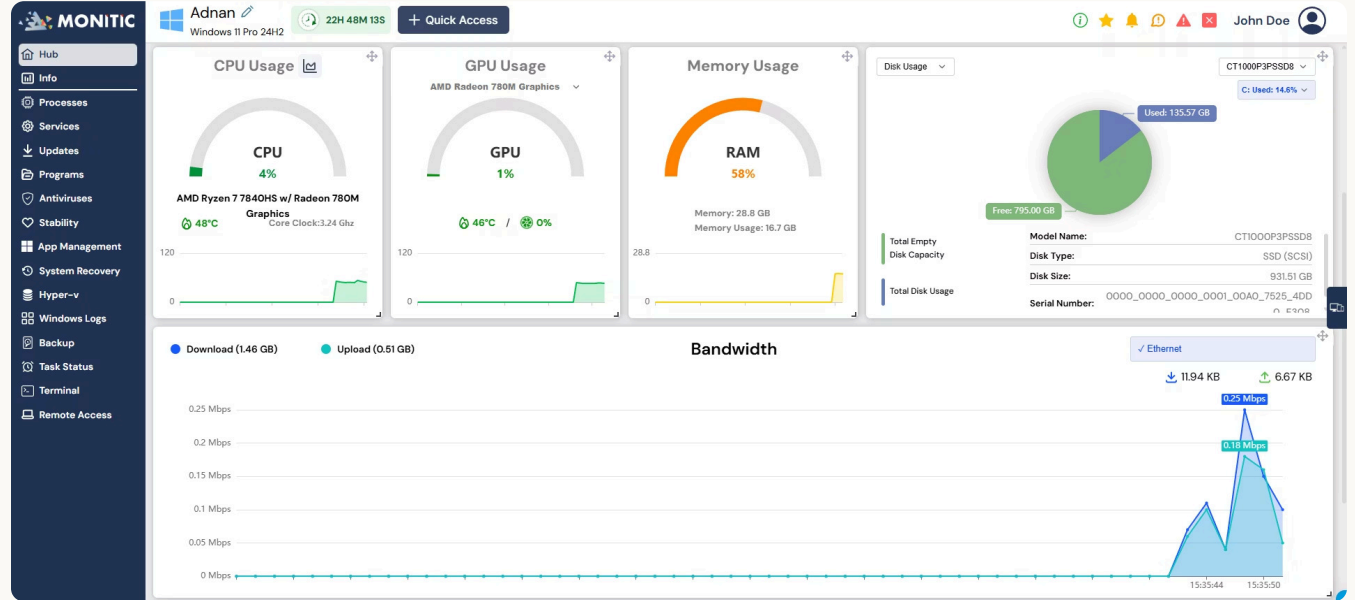 MONITIC
Hub
Info
Processes
Services
Updates
Programs
Antiviruses
Stability
App Management
System Recovery
Hyper-v
Windows Logs
Backup
Task Status
Terminal
Remote Access
Adnan
Windows 11 Pro 24H2
22H 48M 13S
+ Quick Access
John Doe
CPU Usage
CPU
4%
AMD Ryzen 7 7840HS w/ Radeon 780M
Graphics
48°C
Core Clock:3.24 Ghz
120
0
GPU Usage
AMD Radeon 780M Graphics
GPU
1%
46°C / 0%
120
0
Memory Usage
RAM
58%
Memory: 28.8 GB
Memory Usage: 16.7 GB
28.8
0
Disk Usage
CT1000P3PSSD8
C: Used: 14.6%
Used: 135.57 GB
Free: 795.00 GB
Total Empty
Disk Capacity
Total Disk Usage
Model Name: CT1000P3PSSD8
Disk Type: SSD (SCSI)
Disk Size: 931.51 GB
Serial Number: 0000_0000_0000_0001_00A0_7525_4DD
Download (1.46 GB)
Upload (0.51 GB)
Bandwidth
✓ Ethernet
11.94 KB
6.67 KB
0.25 Mbps
0.18 Mbps
0.25 Mbps
0.2 Mbps
0.15 Mbps
0.1 Mbps
0.05 Mbps
0 Mbps
15:35:44
15:35:50